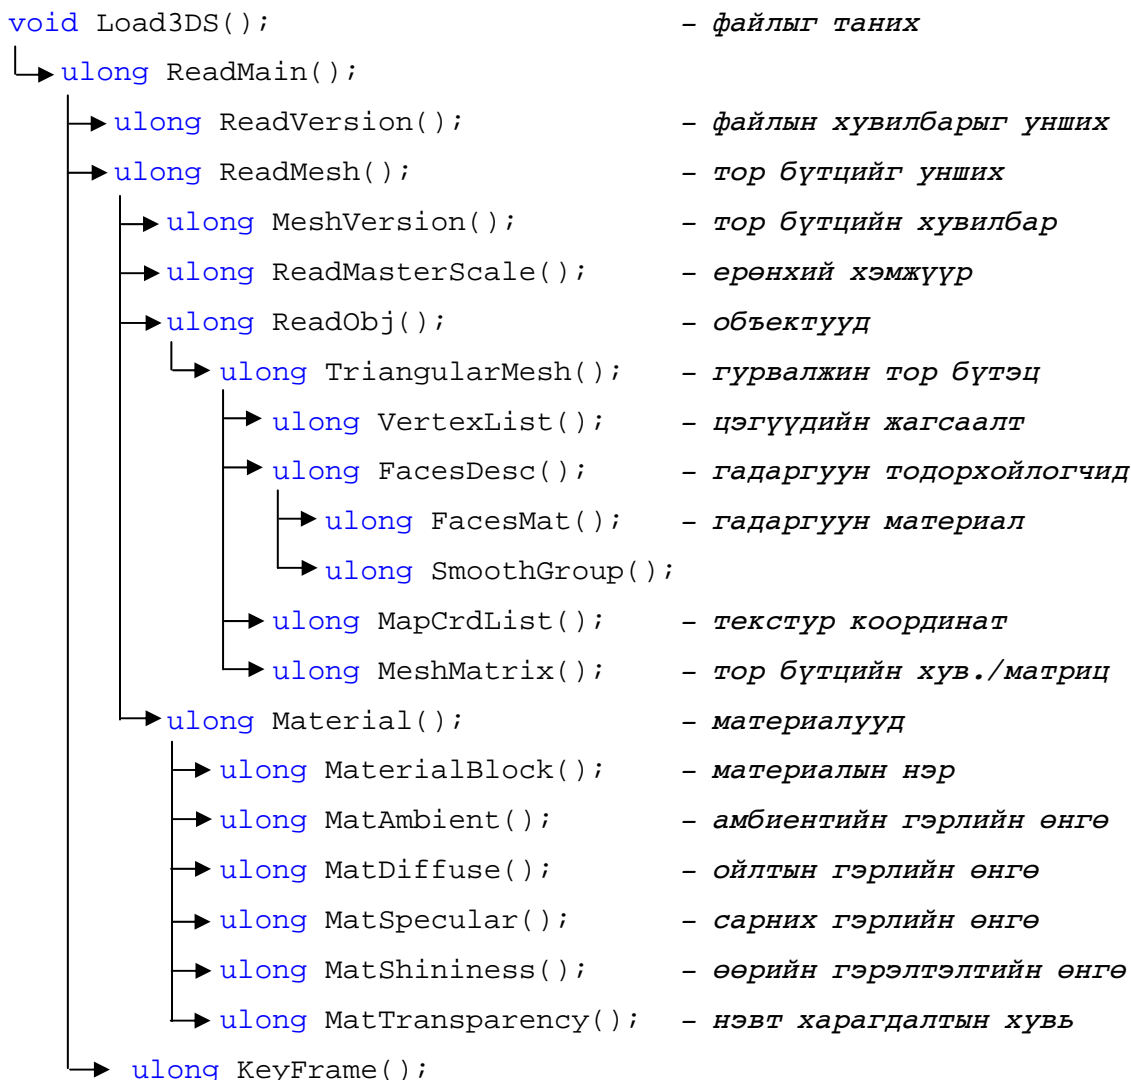 void Load3DS(); – файлыг таних
ulong ReadMain();
ulong ReadVersion(); – файлын хувилбарыг унших
ulong ReadMesh(); – тор бүтцийг унших
ulong MeshVersion(); – тор бүтцийн хувилбар
ulong ReadMasterScale(); – ерөнхий хэмжүүр
ulong ReadObj(); – объектууд
ulong TriangularMesh(); – гурвалжин тор бүтэц
ulong VertexList(); – цэгүүдийн жагсаалт
ulong FacesDesc(); – гадаргуун тодорхойлогчид
ulong FacesMat(); – гадаргуун материал
ulong SmoothGroup();
ulong MapCrdList(); – текстур координат
ulong MeshMatrix(); – тор бүтцийн хув./матриц
ulong Material(); – материалууд
ulong MaterialBlock(); – материалын нэр
ulong MatAmbient(); – амбиентийн гэрлийн өнгө
ulong MatDiffuse(); – ойлтын гэрлийн өнгө
ulong MatSpecular(); – сарних гэрлийн өнгө
ulong MatShininess(); – өөрийн гэрэлтэлтийн өнгө
ulong MatTransparency(); – нэвт харагдалтын хувь
ulong KeyFrame();